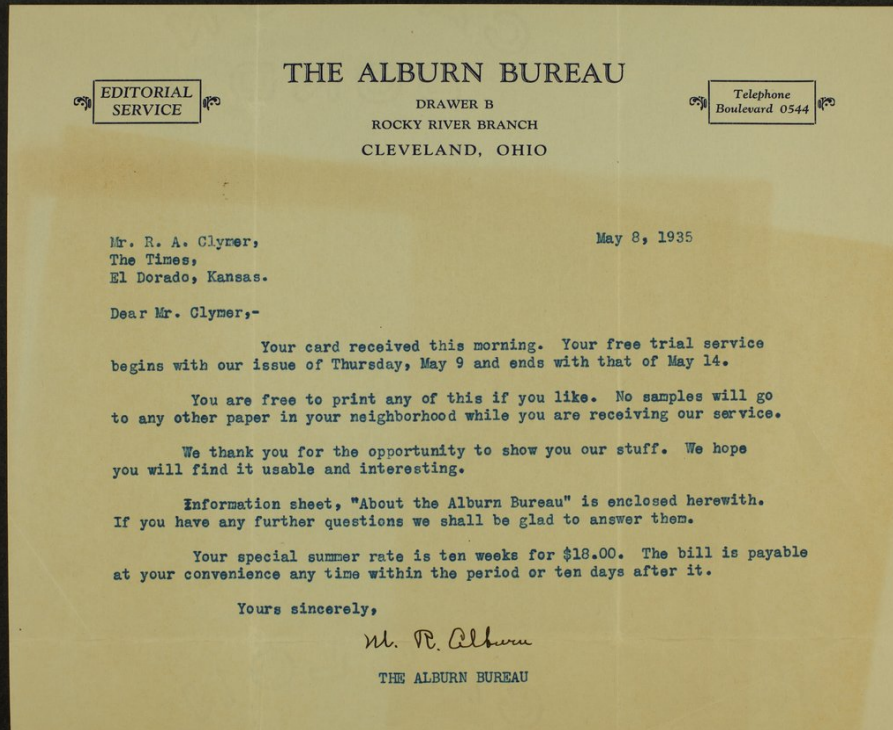 THE ALBURN BUREAU
EDITORIAL
SERVICE
DRAWER B
ROCKY RIVER BRANCH
CLEVELAND, OHIO
Telephone
Boulevard 0544
May 8, 1935
Mr. R. A. Clymer,
The Times,
El Dorado, Kansas.
Dear Mr. Clymer,-
Your card received this morning. Your free trial service
begins with our issue of Thursday, May 9 and ends with that of May 14.
You are free to print any of this if you like. No samples will go
to any other paper in your neighborhood while you are receiving our service.
We thank you for the opportunity to show you our stuff. We hope
you will find it usable and interesting.
Information sheet, "About the Alburn Bureau" is enclosed herewith.
If you have any further questions we shall be glad to answer them.
Your special summer rate is ten weeks for $18.00. The bill is payable
at your convenience any time within the period or ten days after it.
Yours sincerely,
M. R. Alburn
THE ALBURN BUREAU